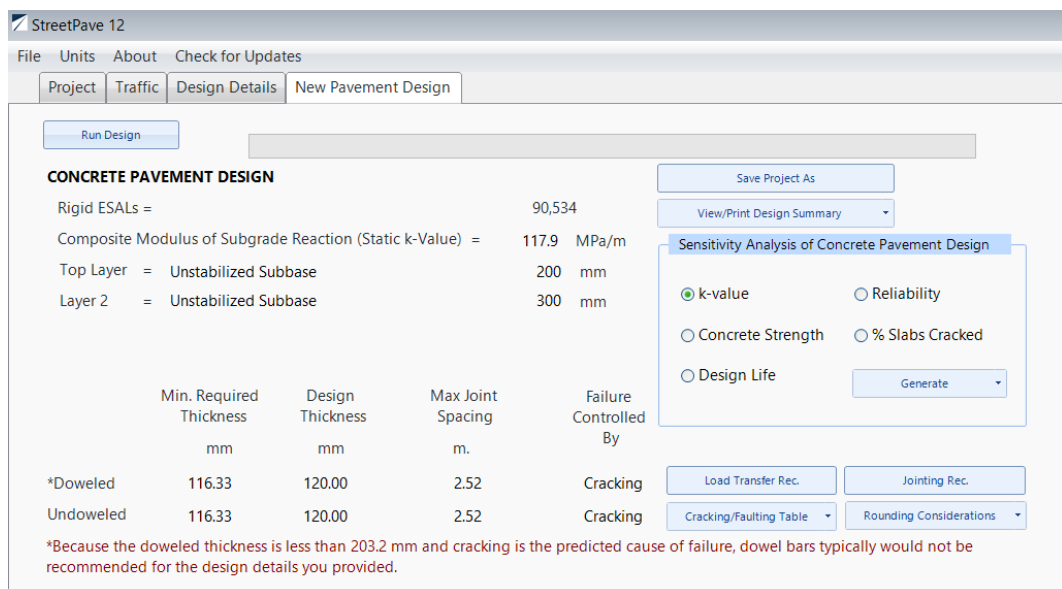 StreetPave 12
File Units About Check for Updates
Project Traffic Design Details New Pavement Design
Run Design
CONCRETE PAVEMENT DESIGN
Save Project As
Rigid ESALs = 90,534
View/Print Design Summary
Composite Modulus of Subgrade Reaction (Static k-Value) = 117.9 MPa/m
Sensitivity Analysis of Concrete Pavement Design
Top Layer = Unstabilized Subbase 200 mm
Layer 2 = Unstabilized Subbase 300 mm
k-value Reliability
Concrete Strength % Slabs Cracked
Design Life Generate
Min. Required Design Max Joint Failure
Thickness Thickness Spacing Controlled
By
mm mm m.
*Doweled 116.33 120.00 2.52 Cracking
Load Transfer Rec. Jointing Rec.
Undoweled 116.33 120.00 2.52 Cracking
Cracking/Faulting Table Rounding Considerations
*Because the doweled thickness is less than 203.2 mm and cracking is the predicted cause of failure, dowel bars typically would not be
recommended for the design details you provided.